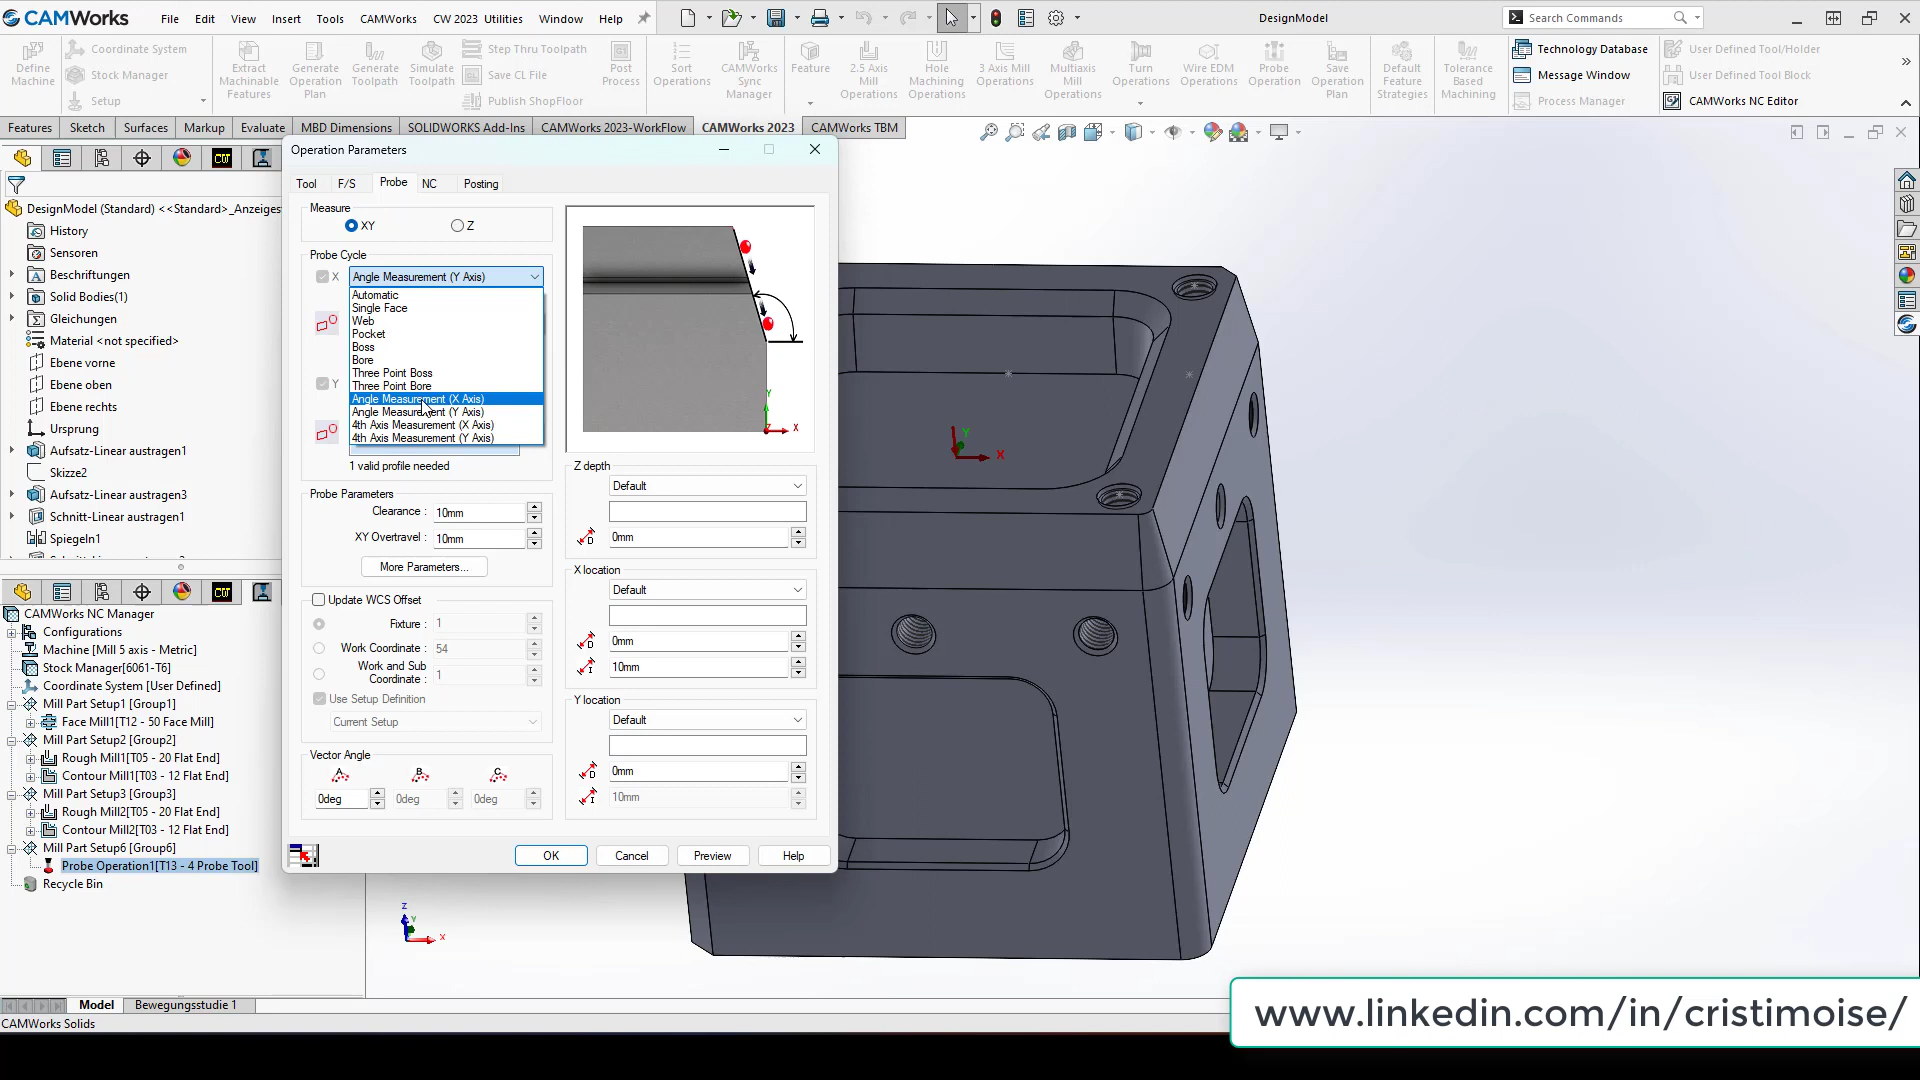 CAMWorks
File Edit View Insert Tools CAMWorks CW 2023 Utilities Window Help
DesignModel
Search Commands
Define Machine
Coordinate System
Stock Manager
Setup
Extract Machinable Features
Generate Operation Plan
Generate Toolpath
Simulate Toolpath
Step Thru Toolpath
Save CL File
Publish ShopFloor
Post Process
Sort Operations
CAMWorks Sync Manager
Feature
2.5 Axis Mill Operations
Hole Machining Operations
3 Axis Mill Operations
Multiaxis Mill Operations
Turn Operations
Wire EDM Operations
Probe Operation
Save Operation Plan
Default Feature Strategies
Tolerance Based Machining
Technology Database
Message Window
Process Manager
User Defined Tool/Holder
User Defined Tool Block
CAMWorks NC Editor
Features Sketch Surfaces Markup Evaluate MBD Dimensions SOLIDWORKS Add-Ins CAMWorks 2023-WorkFlow CAMWorks 2023 CAMWorks TBM
DesignModel (Standard) <<Standard>_Anzeiges
History
Sensoren
Beschriftungen
Solid Bodies(1)
Gleichungen
Material <not specified>
Ebene vorne
Ebene oben
Ebene rechts
Ursprung
Aufsatz-Linear austragen1
Skizze2
Aufsatz-Linear austragen3
Schnitt-Linear austragen1
Spiegeln1
CAMWorks NC Manager
Configurations
Machine [Mill 5 axis - Metric]
Stock Manager[6061-T6]
Coordinate System [User Defined]
Mill Part Setup1 [Group1]
Face Mill1[T12 - 50 Face Mill]
Mill Part Setup2 [Group2]
Rough Mill1[T05 - 20 Flat End]
Contour Mill1[T03 - 12 Flat End]
Mill Part Setup3 [Group3]
Rough Mill2[T05 - 20 Flat End]
Contour Mill2[T03 - 12 Flat End]
Mill Part Setup6 [Group6]
Probe Operation1[T13 - 4 Probe Tool]
Recycle Bin
Operation Parameters
Tool F/S Probe NC Posting
Measure
XY Z
Probe Cycle
X Angle Measurement (Y Axis)
Automatic
Single Face
Web
Pocket
Boss
Bore
Three Point Boss
Three Point Bore
Y
Angle Measurement (X Axis)
Angle Measurement (Y Axis)
4th Axis Measurement (X Axis)
4th Axis Measurement (Y Axis)
1 valid profile needed
Probe Parameters
Clearance : 10mm
XY Overtravel : 10mm
More Parameters...
Update WCS Offset
Fixture : 1
Work Coordinate : 54
Work and Sub Coordinate : 1
Use Setup Definition
Current Setup
Vector Angle
A B C
0deg 0deg 0deg
Y
X
Z depth
Default
D 0mm
X location
Default
D 0mm
I 10mm
Y location
Default
D 0mm
I 10mm
OK Cancel Preview Help
Y
X
Z
Y
X
Model Bewegungsstudie 1
CAMWorks Solids
www.linkedin.com/in/cristimoise/